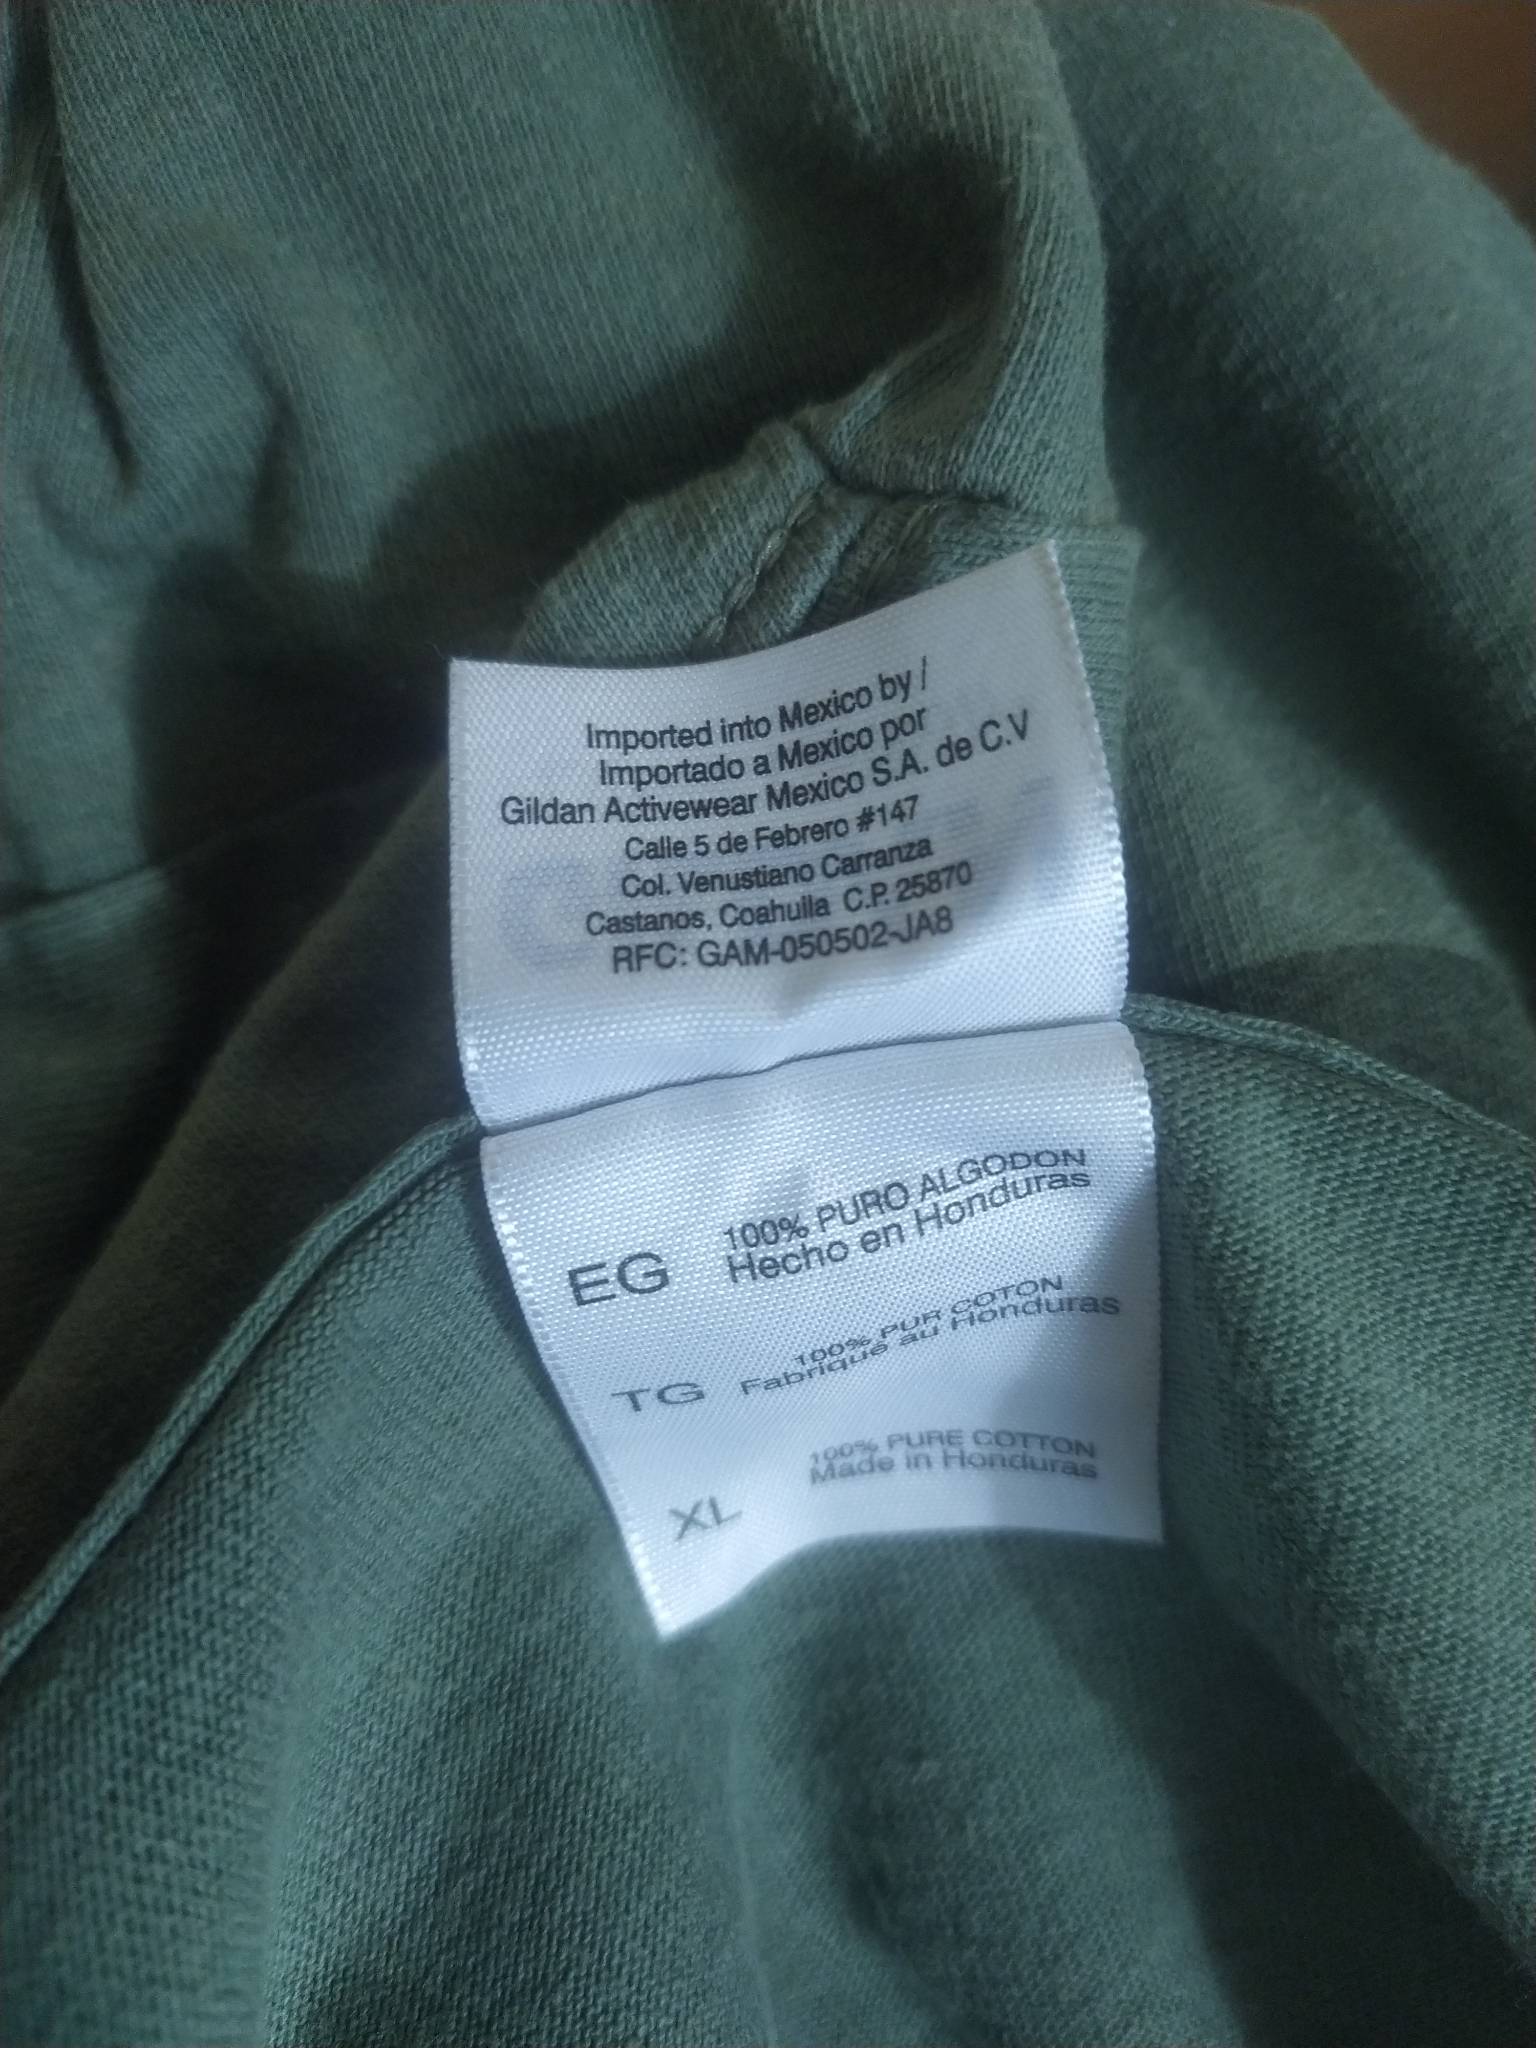 Imported into Mexico by /
Importado a Mexico por
Gildan Activewear Mexico S.A. de C.V
Calle 5 de Febrero #147
Col. Venustiano Carranza
Castanos, Coahulla C.P. 25870
RFC: GAM-050502-JA8
100% PURO ALGODON
EG Hecho en Honduras
100% PUR COTON
TG Fabriqué au Honduras
100% PURE COTTON
Made in Honduras
XL